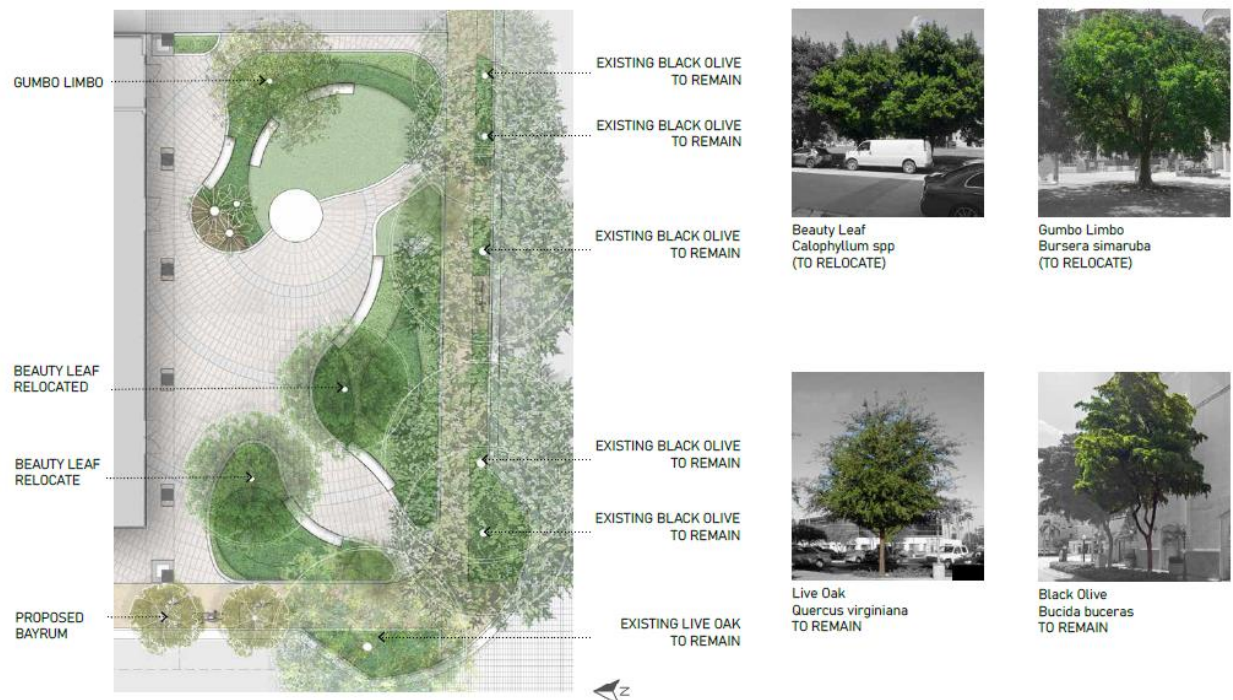 GUMBO LIMBO
BEAUTY LEAF
RELOCATED
BEAUTY LEAF
RELOCATE
PROPOSED
BAYRUM
EXISTING BLACK OLIVE
TO REMAIN
EXISTING BLACK OLIVE
TO REMAIN
EXISTING BLACK OLIVE
TO REMAIN
EXISTING BLACK OLIVE
TO REMAIN
EXISTING BLACK OLIVE
TO REMAIN
EXISTING LIVE OAK
TO REMAIN
Z
Beauty Leaf
Calophyllum spp
(TO RELOCATE)
Gumbo Limbo
Bursera simaruba
(TO RELOCATE)
Live Oak
Quercus virginiana
TO REMAIN
Black Olive
Bucida buceras
TO REMAIN